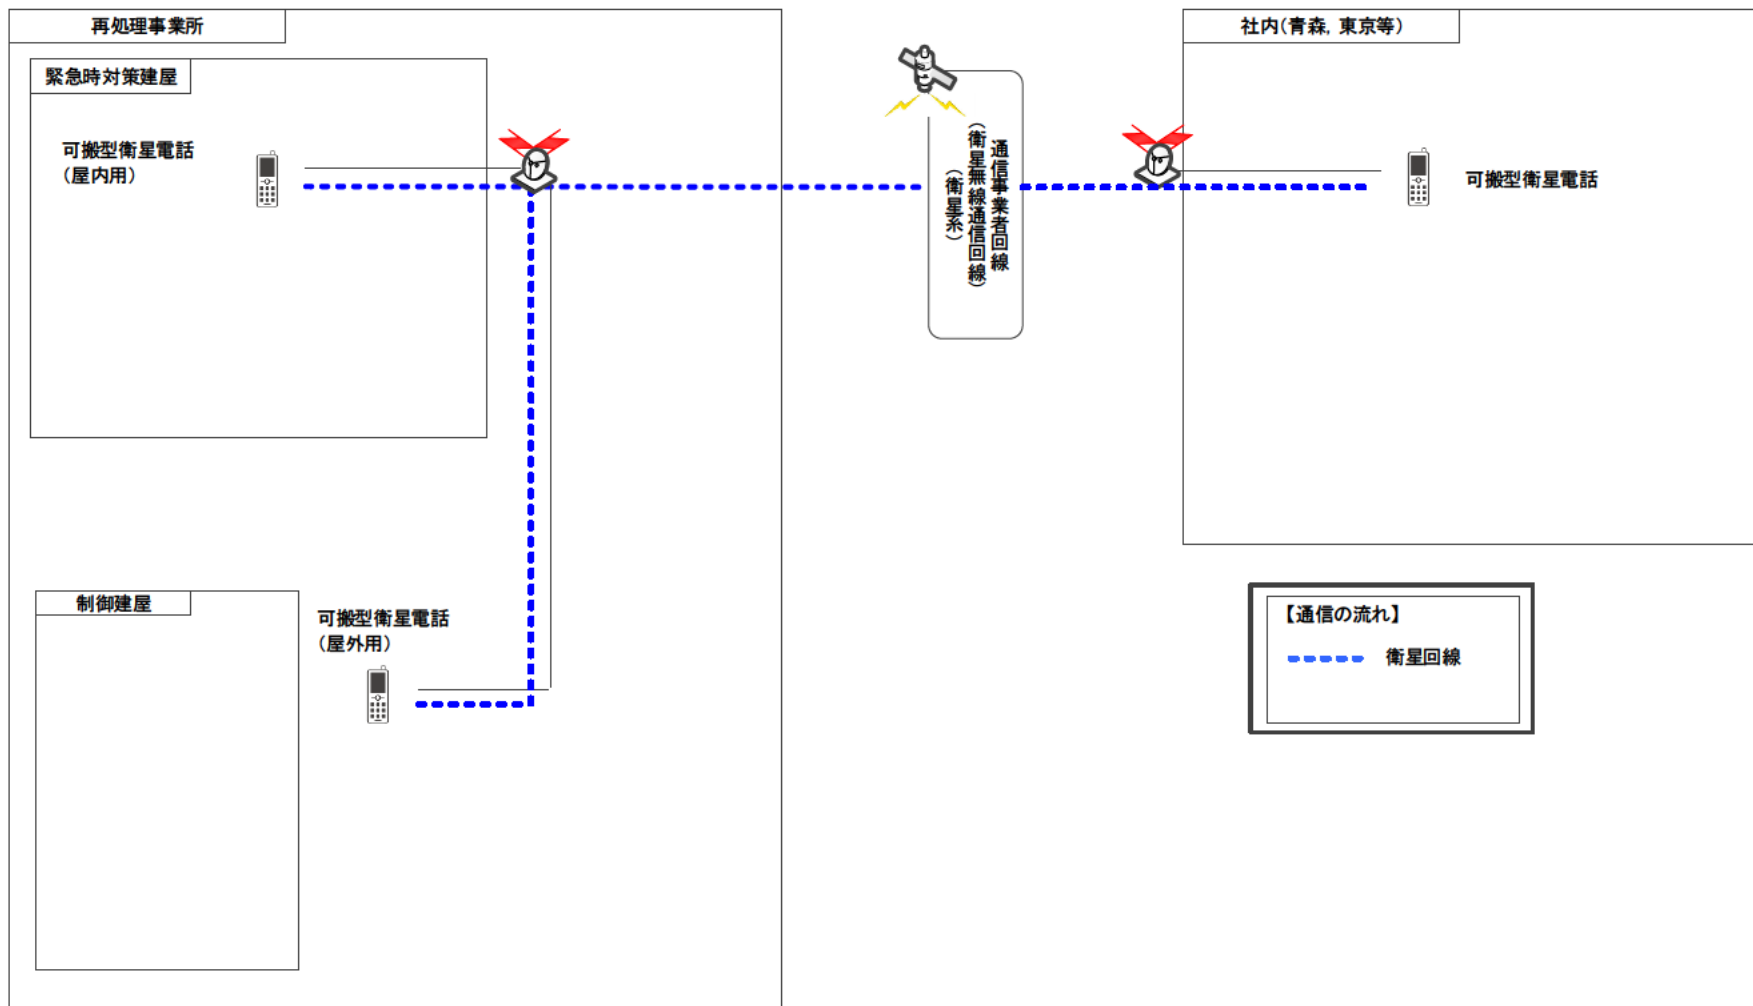 再処理事業所
緊急時対策建屋
可搬型衛星電話
(屋内用)
通信事業者回線
(衛星無線通信回線)
(衛星系)
社内(青森, 東京等)
可搬型衛星電話
制御建屋
可搬型衛星電話
(屋外用)
【通信の流れ】
衛星回線